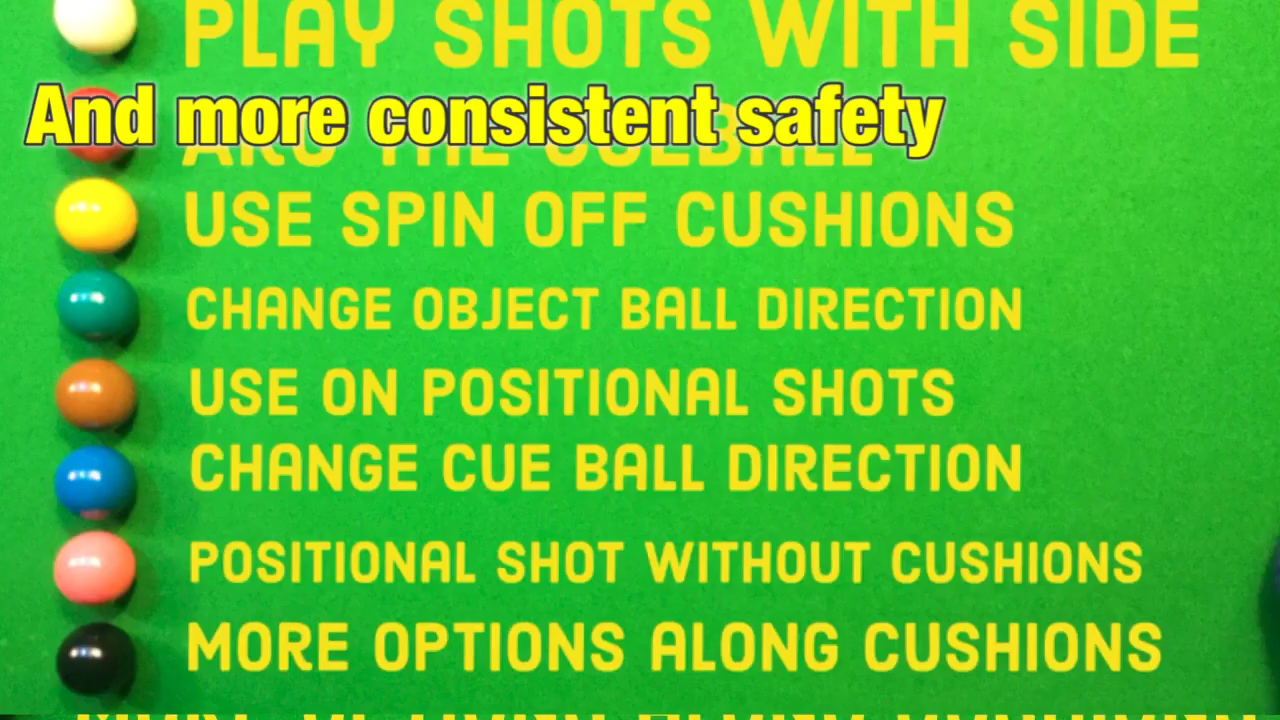 PLAY SHOTS WITH SIDE
And more consistent safety
USE SPIN OFF CUSHIONS
CHANGE OBJECT BALL DIRECTION
USE ON POSITIONAL SHOTS
CHANGE CUE BALL DIRECTION
POSITIONAL SHOT WITHOUT CUSHIONS
MORE OPTIONS ALONG CUSHIONS